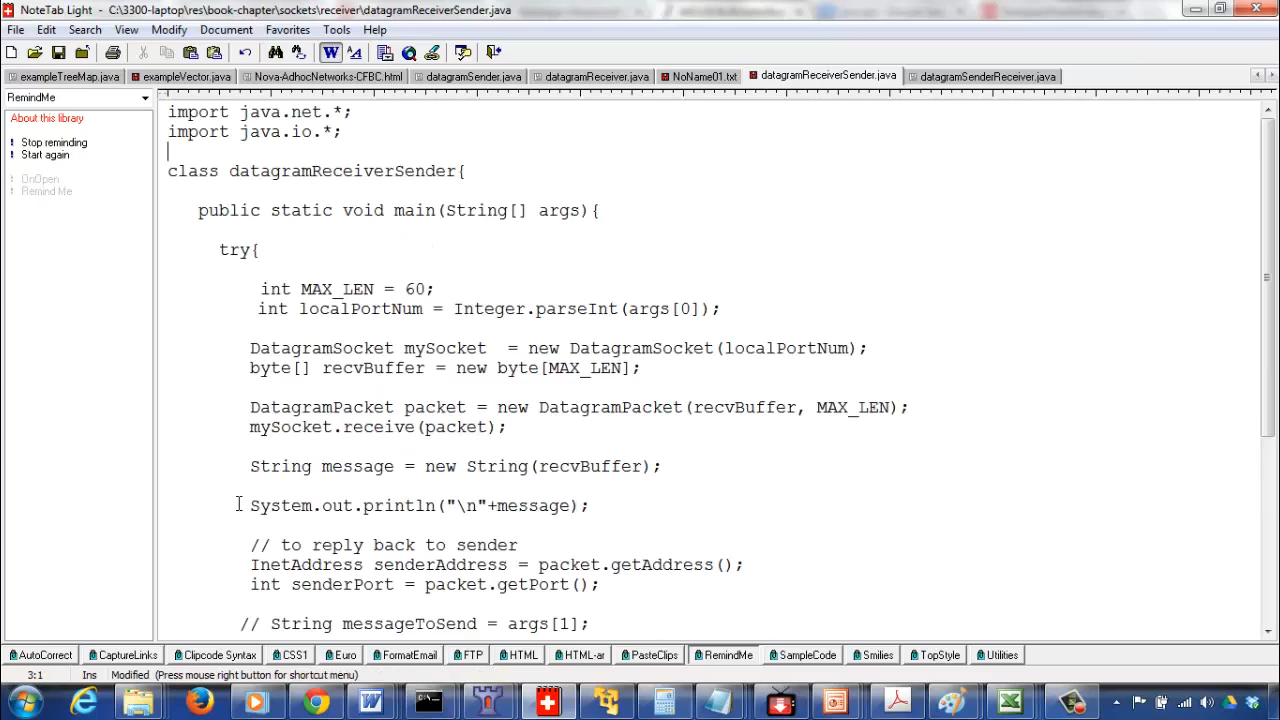 NoteTab Light - C:\3300-laptop\res\book-chapter\sockets\receiver\datagramReceiverSender.java
File Edit Search View Modify Document Favorites Tools Help
exampleTreeMap.java exampleVector.java Nova-AdhocNetworks-CFBC.html datagramSender.java datagramReceiver.java NoName01.txt datagramReceiverSender.java datagramSenderReceiver.java
RemindMe
About this library
Stop reminding
Start again
OnOpen
Remind Me
import java.net.*;
import java.io.*;
class datagramReceiverSender{
public static void main(String[] args){
try{
int MAX_LEN = 60;
int localPortNum = Integer.parseInt(args[0]);
DatagramSocket mySocket  = new DatagramSocket(localPortNum);
byte[] recvBuffer = new byte[MAX_LEN];
DatagramPacket packet = new DatagramPacket(recvBuffer, MAX_LEN);
mySocket.receive(packet);
String message = new String(recvBuffer);
System.out.println("\n"+message);
// to reply back to sender
InetAddress senderAddress = packet.getAddress();
int senderPort = packet.getPort();
// String messageToSend = args[1];
AutoCorrect CaptureLinks Clipcode Syntax CSS1 Euro FormatEmail FTP HTML HTML-ar PasteClips RemindMe SampleCode Smilies TopStyle Utilities
3:1 Ins Modified (Press mouse right button for shortcut menu)